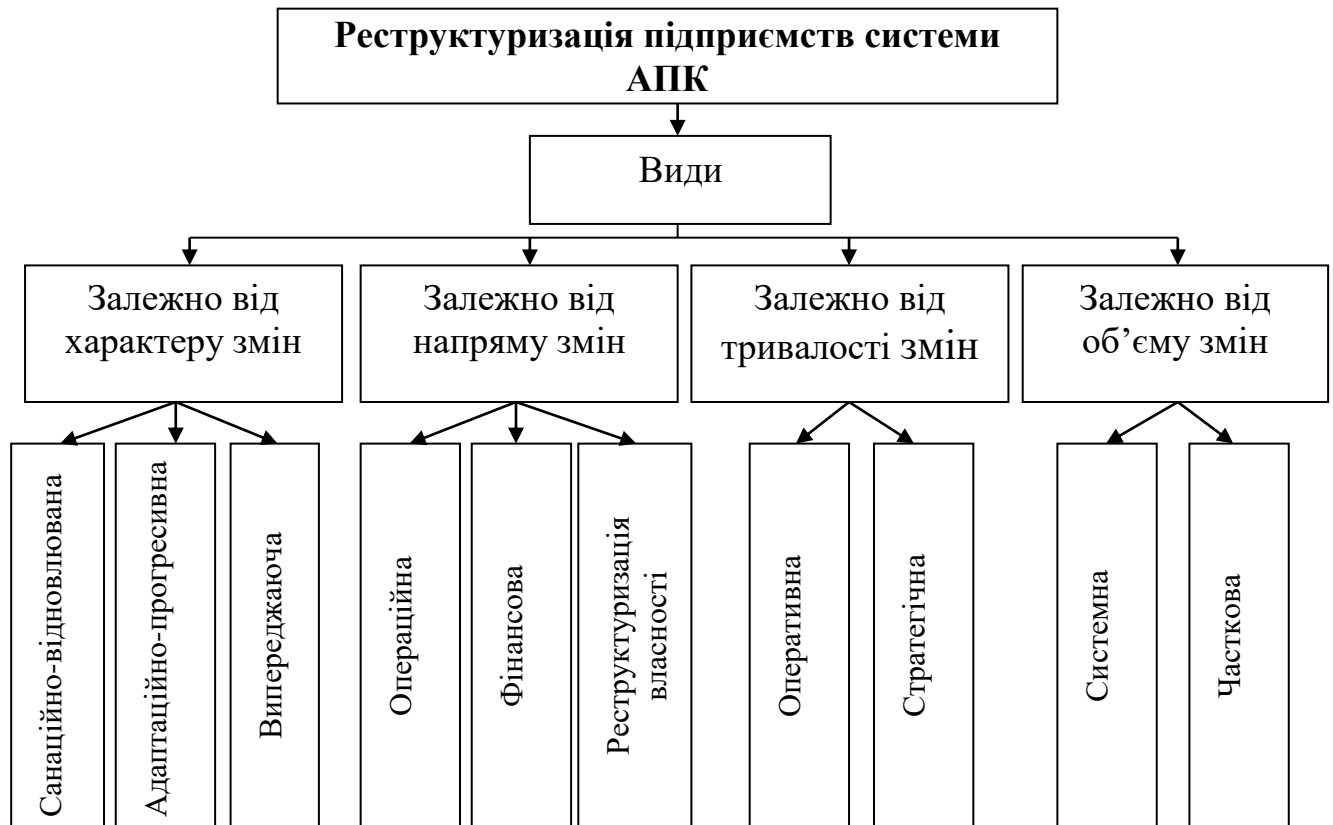 Реструктуризація підприємств системи
АПК
Види
Залежно від
характеру змін
Залежно від
напряму змін
Залежно від
тривалості змін
Залежно від
об’єму змін
Санаційно-відновлювана
Адаптаційно-прогресивна
Випереджаюча
Операційна
Фінансова
Реструктуризація
власності
Оперативна
Стратегічна
Системна
Часткова